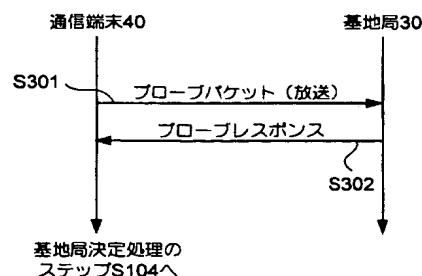 通信端末40
基地局30
S301
プローブパケット（放送）
プローブレスポンス
S302
基地局決定処理の
ステップS104へ